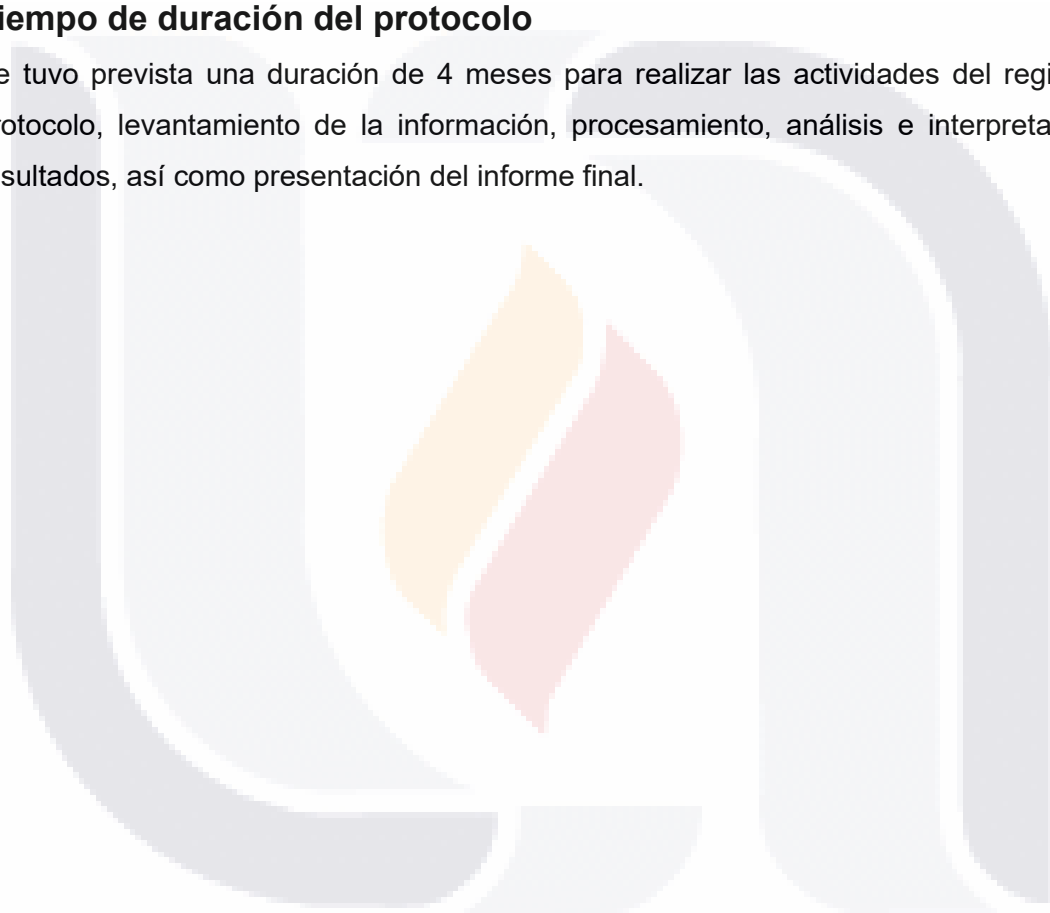 iempo de duración del protocolo
e tuvo prevista una duración de 4 meses para realizar las actividades del regi
rotocolo, levantamiento de la información, procesamiento, análisis e interpreta
sultados, así como presentación del informe final.